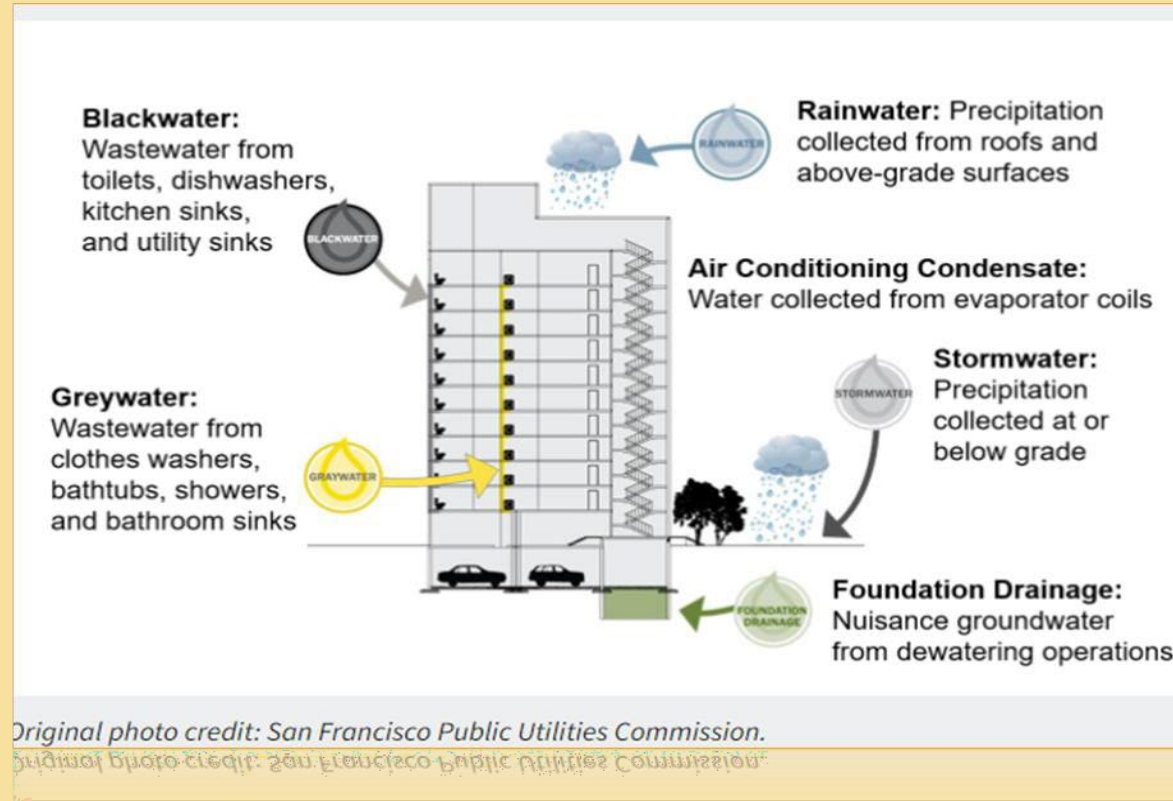 Blackwater:
Wastewater from
toilets, dishwashers,
kitchen sinks,
and utility sinks
BLACKWATER
RAINWATER
Rainwater: Precipitation
collected from roofs and
above-grade surfaces
Air Conditioning Condensate:
Water collected from evaporator coils
Greywater:
Wastewater from
clothes washers,
bathtubs, showers,
and bathroom sinks
GRAYWATER
STORMWATER
Stormwater:
Precipitation
collected at or
below grade
FOUNDATION
DRAINAGE
Foundation Drainage:
Nuisance groundwater
from dewatering operations
Original photo credit: San Francisco Public Utilities Commission.